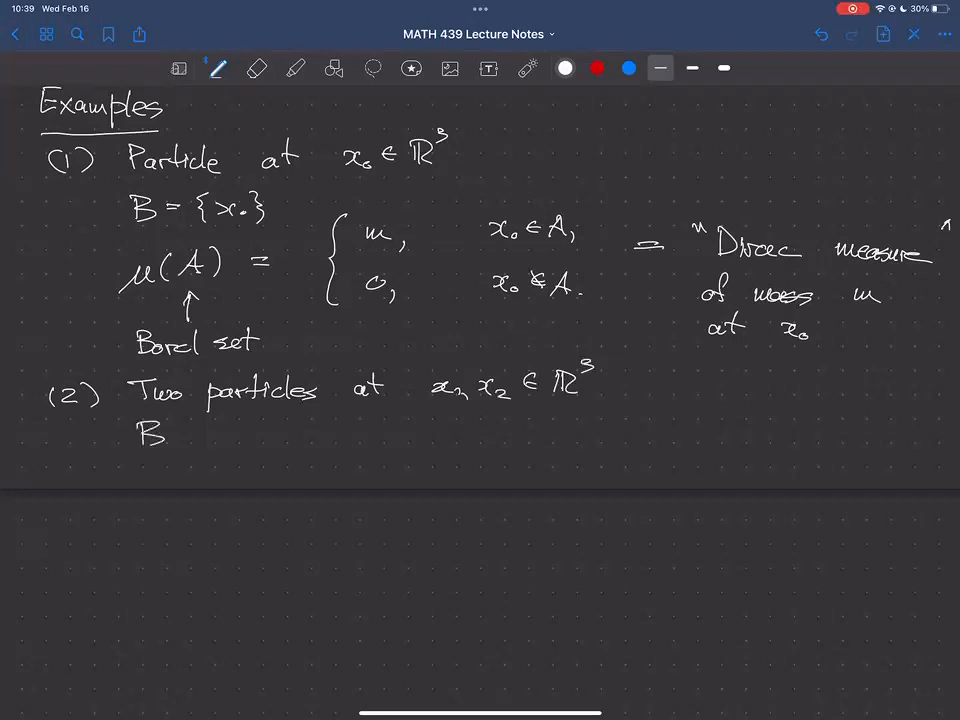 10:39 Wed Feb 16
30%
MATH 439 Lecture Notes
Examples
(1) Particle at x₀ ∈ ℝ³
B = {x₀}
μ(A) = { m, x₀ ∈ A, = "Dirac measure"
0, x₀ ∉ A. of mass m
at x₀
Borel set
(2) Two particles at x₁, x₂ ∈ ℝ³
B